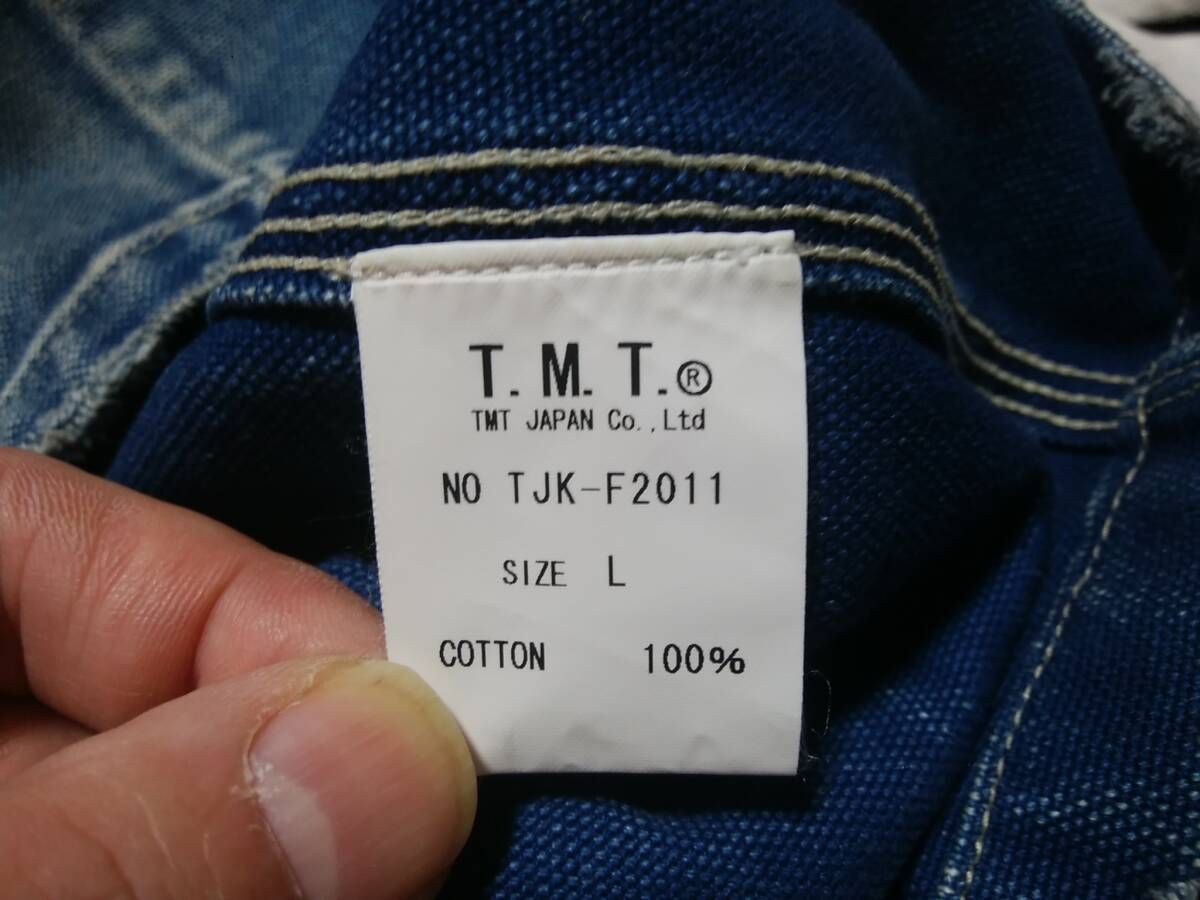 T.M.T.®
TMT JAPAN Co.,Ltd
NO TJK-F2011
SIZE L
COTTON 100%